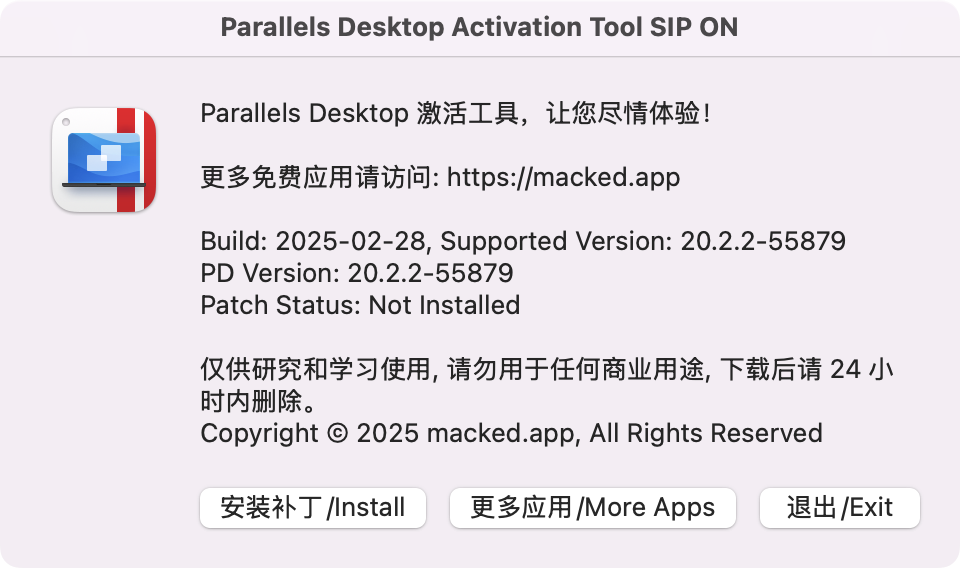 Parallels Desktop Activation Tool SIP ON
Parallels Desktop 激活工具，让您尽情体验！
更多免费应用请访问: https://macked.app
Build: 2025-02-28, Supported Version: 20.2.2-55879
PD Version: 20.2.2-55879
Patch Status: Not Installed
仅供研究和学习使用, 请勿用于任何商业用途, 下载后请 24 小
时内删除。
Copyright © 2025 macked.app, All Rights Reserved
安装补丁/Install
更多应用/More Apps
退出/Exit